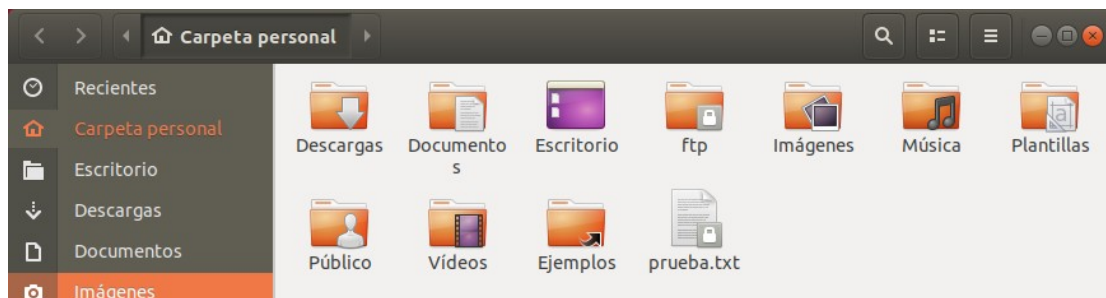 Carpeta personal
Recientes
Carpeta personal
Escritorio
Descargas
Documentos
Imágenes
Descargas
Documento
s
Escritorio
ftp
Imágenes
Música
Plantillas
Público
Vídeos
Ejemplos
prueba.txt